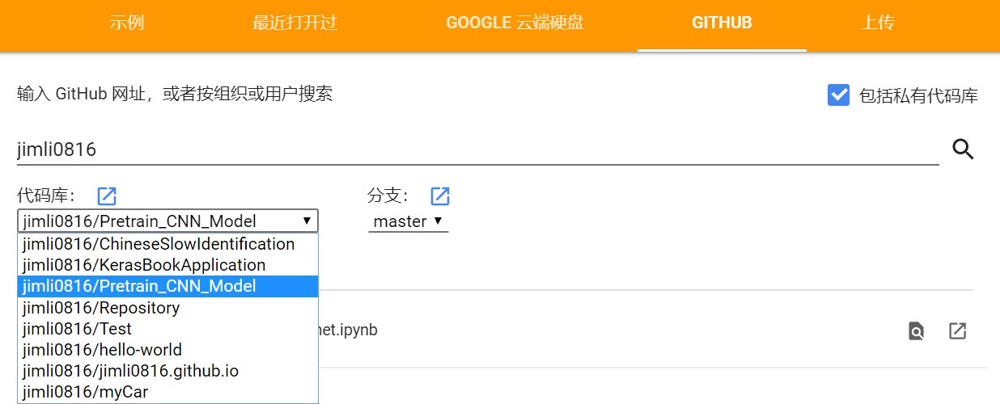 示例 最近打开过 GOOGLE 云端硬盘 GITHUB 上传
输入 GitHub 网址，或者按组织或用户搜索 包括私有代码库
jimli0816
代码库： 分支：
jimli0816/Pretrain_CNN_Model master
jimli0816/ChineseSlowIdentification
jimli0816/KerasBookApplication
jimli0816/Pretrain_CNN_Model
jimli0816/Repository
jimli0816/Test
net.ipynb
jimli0816/hello-world
jimli0816/jimli0816.github.io
jimli0816/myCar